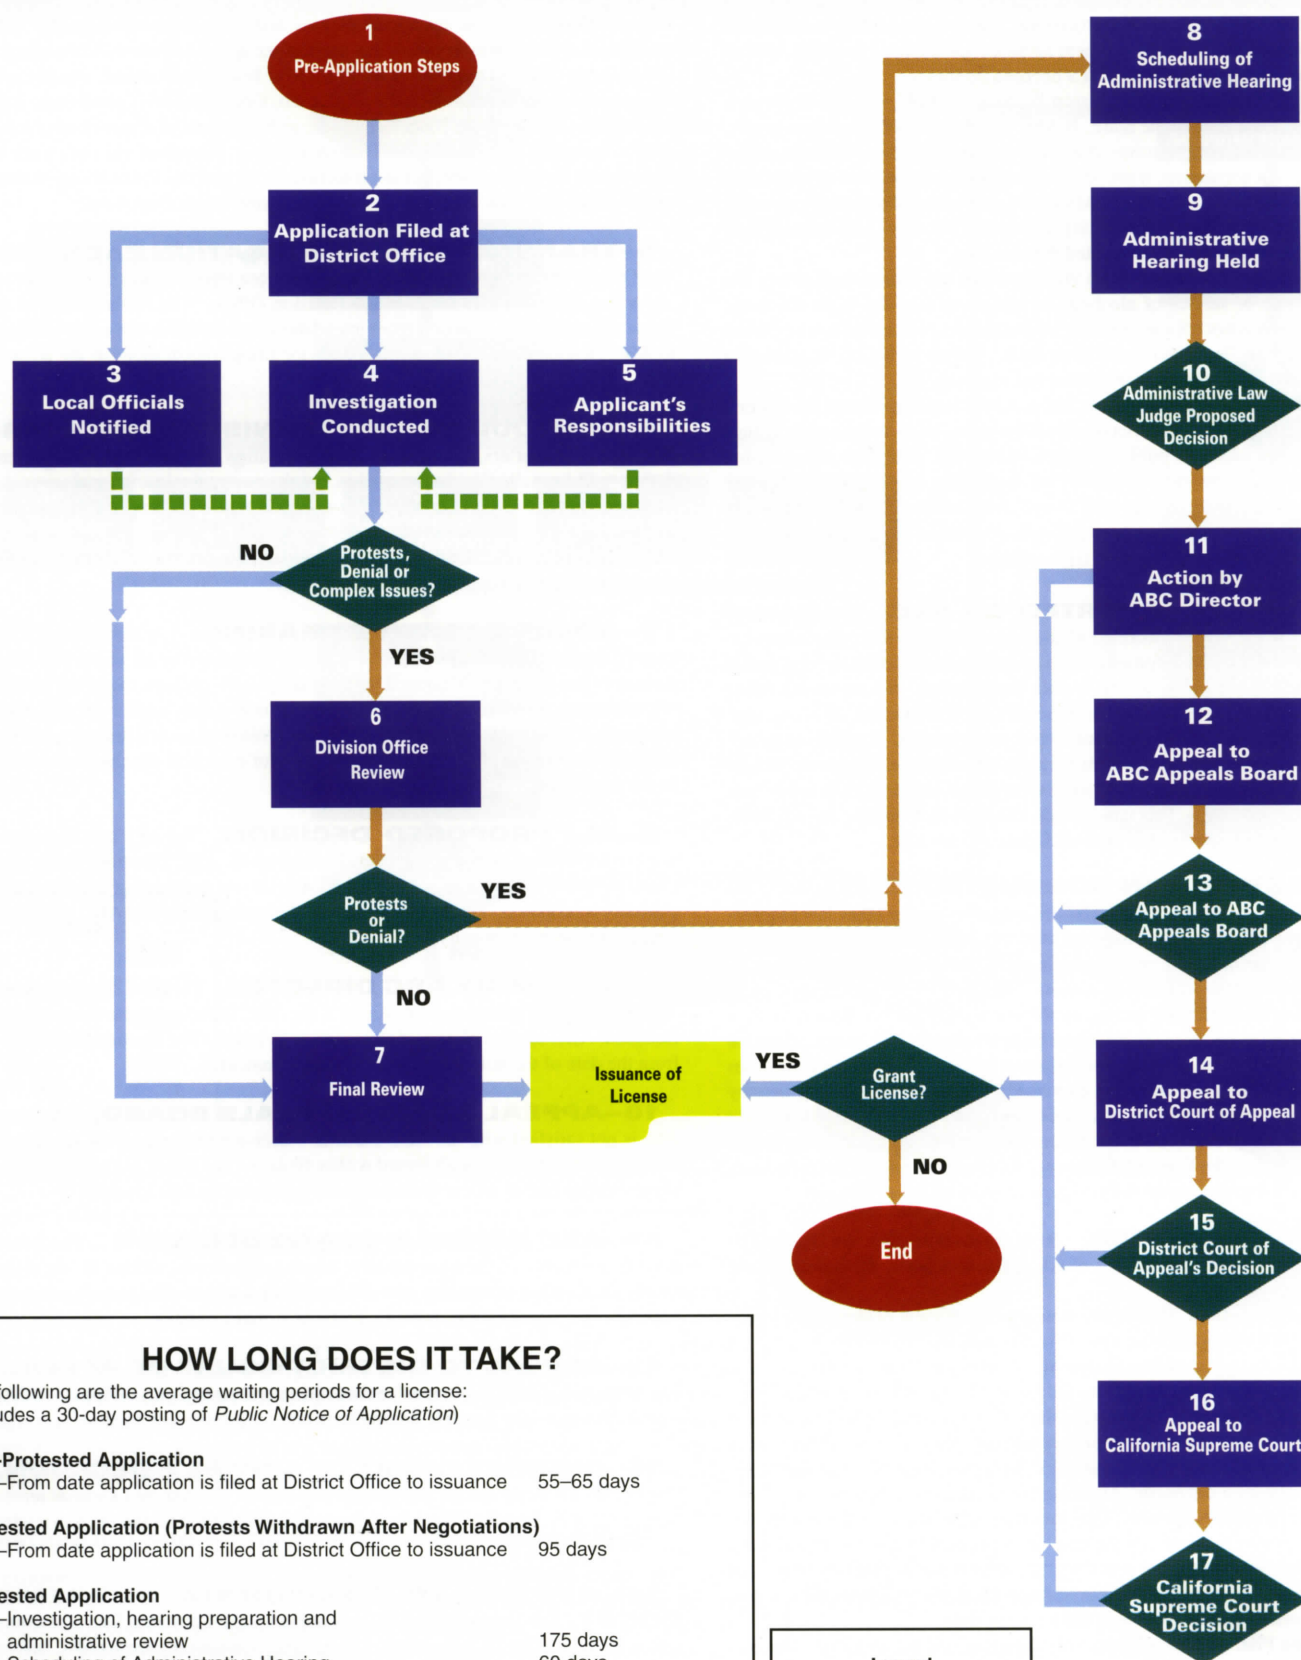 1
Pre-Application Steps
2
Application Filed at
District Office
3
Local Officials
Notified
4
Investigation
Conducted
5
Applicant's
Responsibilities
NO
Protests,
Denial or
Complex Issues?
YES
6
Division Office
Review
Protests
or
Denial?
YES
NO
7
Final Review
Issuance of
License
YES
Grant
License?
NO
End
8
Scheduling of
Administrative Hearing
9
Administrative
Hearing Held
10
Administrative Law
Judge Proposed
Decision
11
Action by
ABC Director
12
Appeal to
ABC Appeals Board
13
Appeal to ABC
Appeals Board
14
Appeal to
District Court of Appeal
15
District Court of
Appeal's Decision
16
Appeal to
California Supreme Court
17
California
Supreme Court
Decision
HOW LONG DOES IT TAKE?
following are the average waiting periods for a license:
udes a 30-day posting of Public Notice of Application)
-Protested Application
–From date application is filed at District Office to issuance 55–65 days
ested Application (Protests Withdrawn After Negotiations)
–From date application is filed at District Office to issuance 95 days
ested Application
–Investigation, hearing preparation and
administrative review 175 days